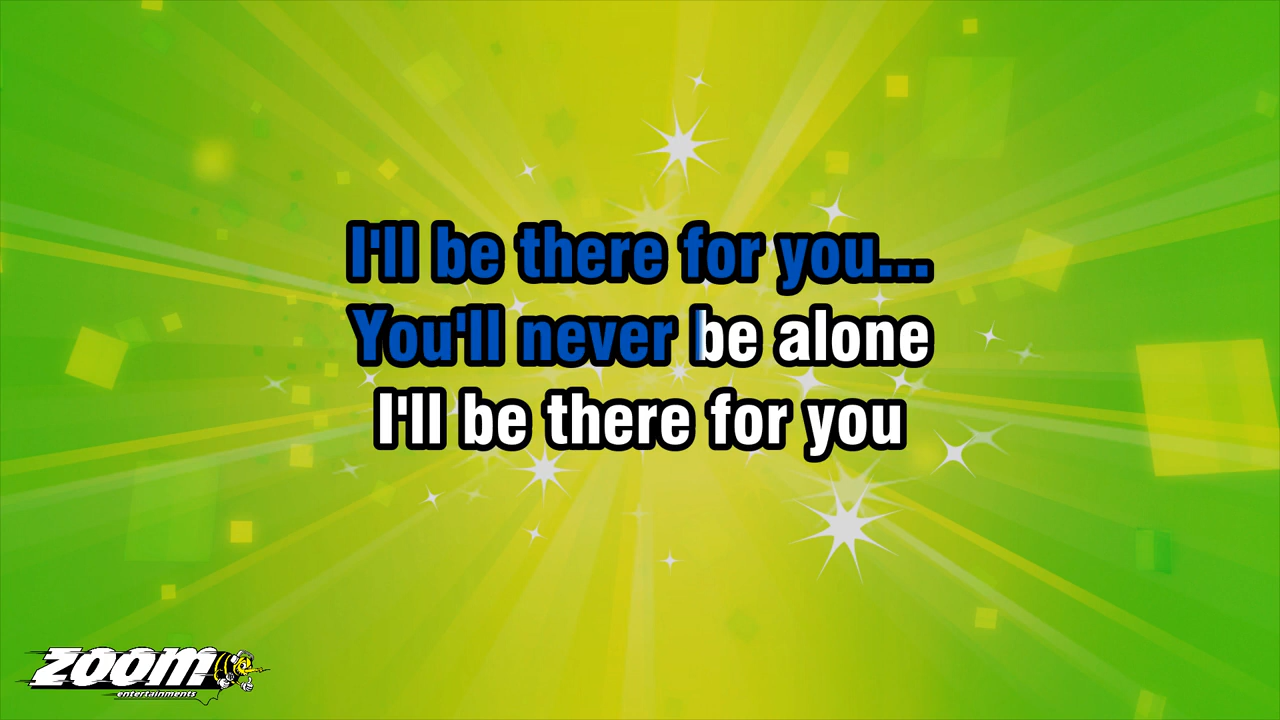 I'll be there for you...
You'll never be alone
I'll be there for you
zoom
entertainments